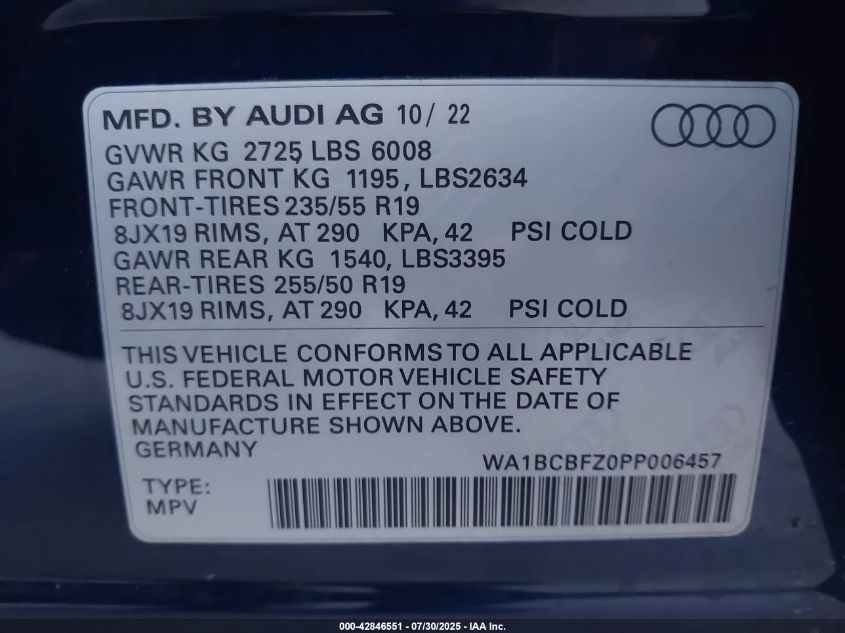 MFD. BY AUDI AG 10/ 22
GVWR KG 2725 LBS 6008
GAWR FRONT KG 1195, LBS2634
FRONT-TIRES 235/55 R19
8JX19 RIMS, AT 290 KPA, 42 PSI COLD
GAWR REAR KG 1540, LBS3395
REAR-TIRES 255/50 R19
8JX19 RIMS, AT 290 KPA, 42 PSI COLD
THIS VEHICLE CONFORMS TO ALL APPLICABLE
U.S. FEDERAL MOTOR VEHICLE SAFETY
STANDARDS IN EFFECT ON THE DATE OF
MANUFACTURE SHOWN ABOVE.
GERMANY
WA1BCBFZ0PP006457
TYPE:
MPV
000-42846551 - 07/30/2025 - IAA Inc.